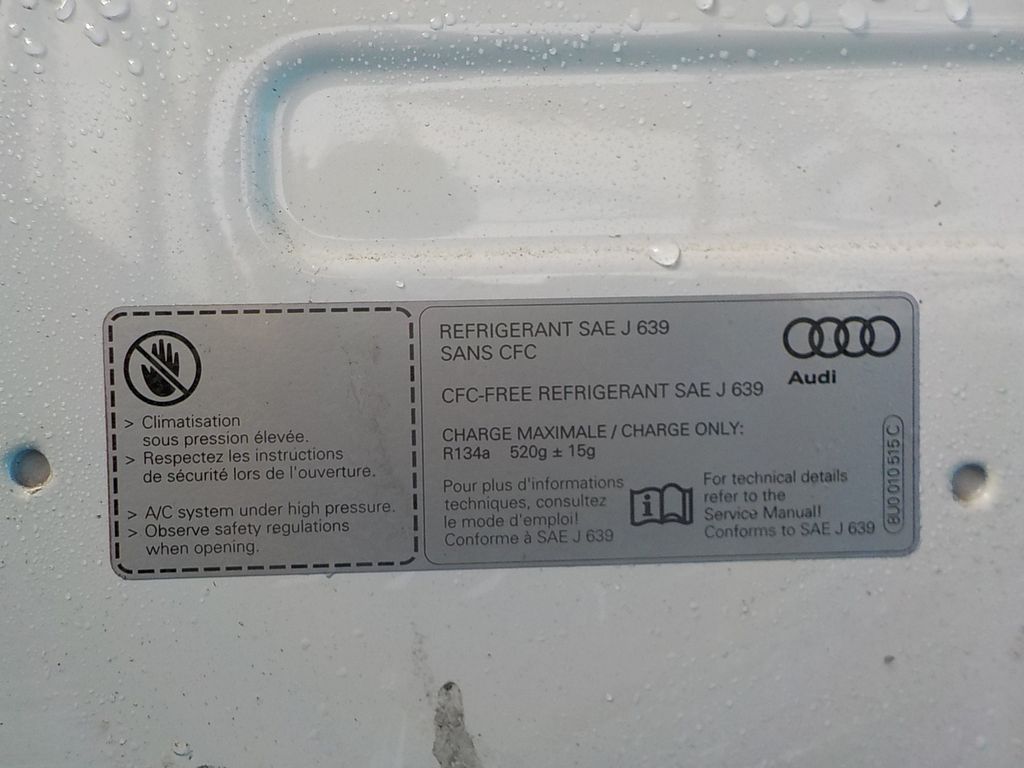 > Climatisation
sous pression élevée.
> Respectez les instructions
de sécurité lors de l'ouverture.
> A/C system under high pressure.
> Observe safety regulations
when opening.
REFRIGERANT SAE J 639
SANS CFC
CFC-FREE REFRIGERANT SAE J 639
CHARGE MAXIMALE / CHARGE ONLY:
R134a 520g ± 15g
Pour plus d'informations
techniques, consultez
le mode d'emploi!
Conforme à SAE J 639
i
For technical details
refer to the
Service Manual!
Conforms to SAE J 639
Audi
8U0 010 515 C